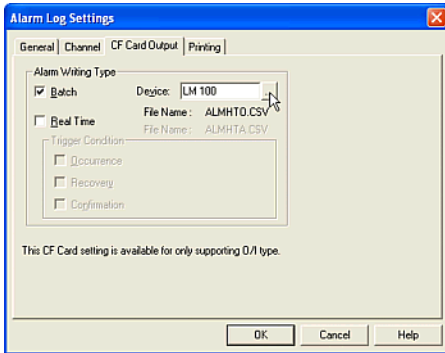 Alarm Log Settings
General Channel CF Card Output Printing
Alarm Writing Type
Batch Device: LM 100 ...
File Name : ALMHTO.CSV
Real Time File Name : ALMHTA.CSV
Trigger Condition
Occurrence
Recovery
Confirmation
This CF Card setting is available for only supporting O/I type.
OK Cancel Help